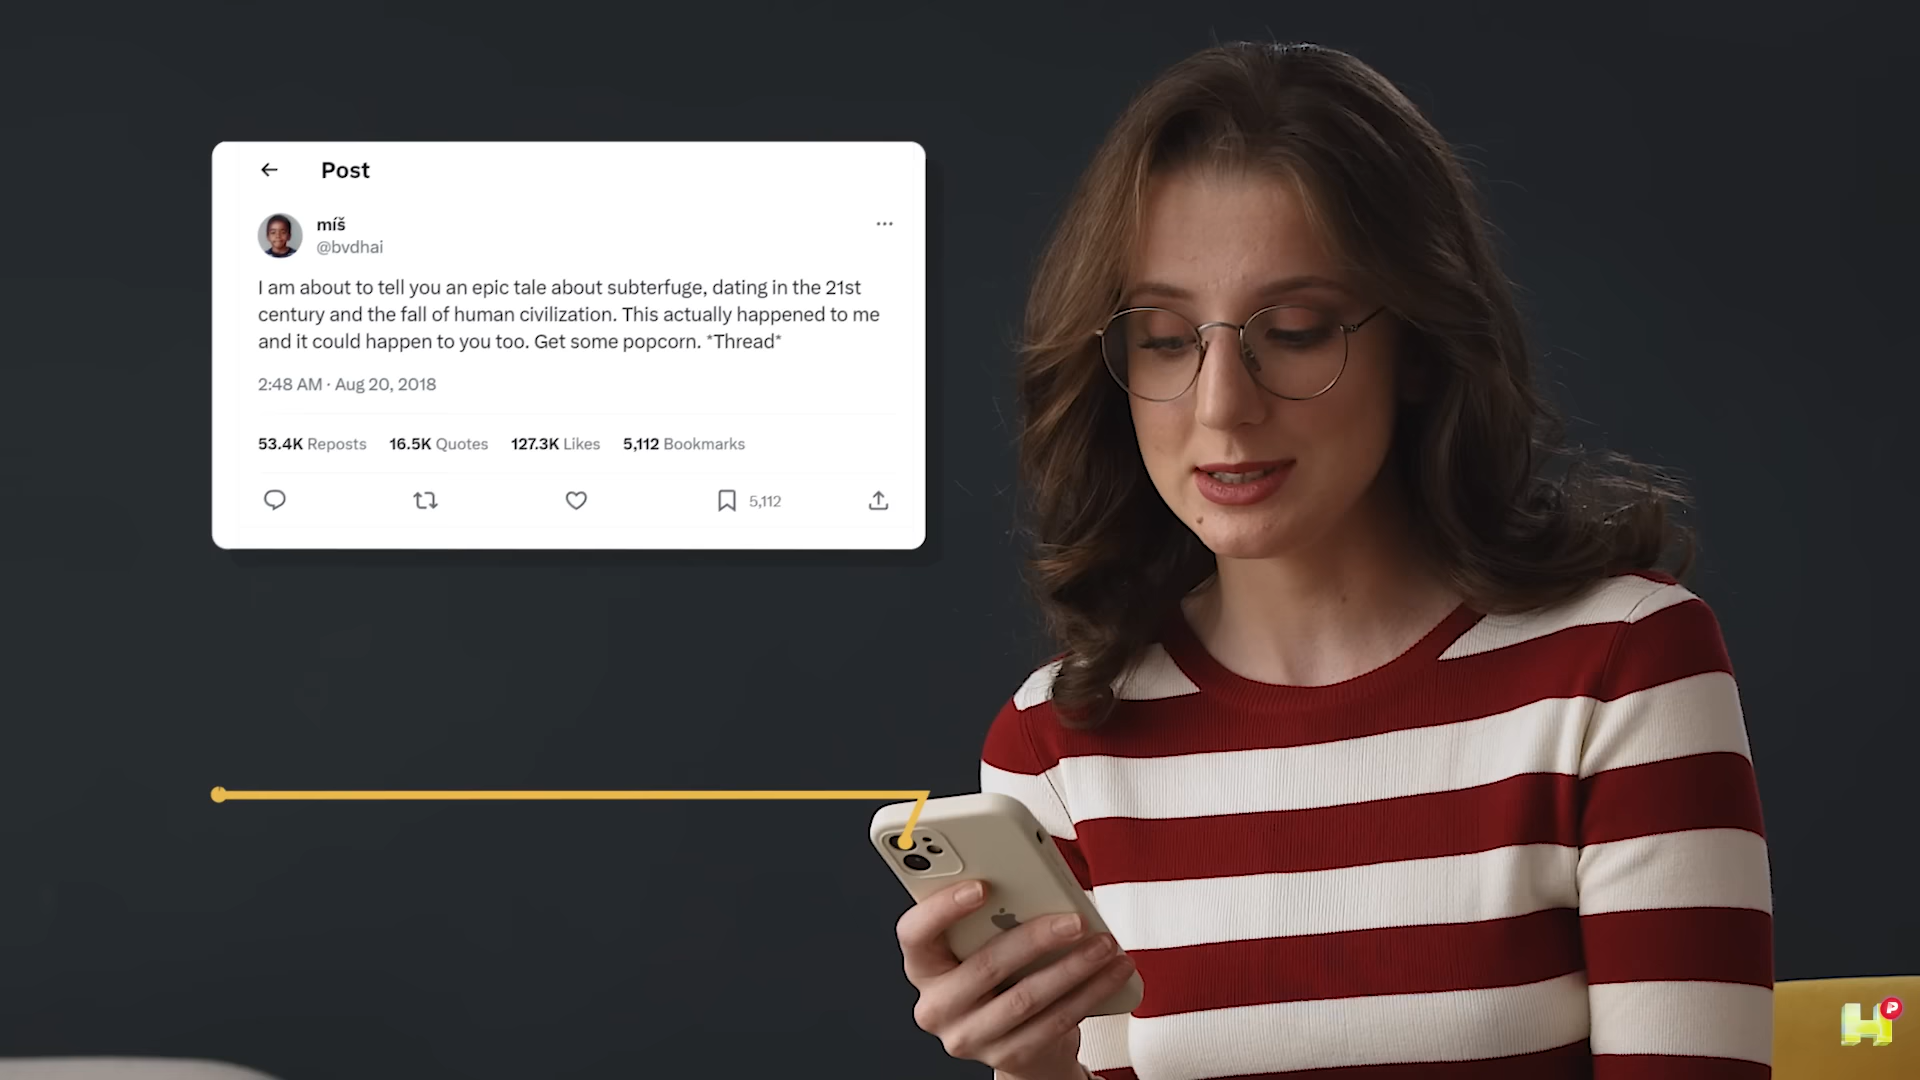 Post
míš
@bvdhai
I am about to tell you an epic tale about subterfuge, dating in the 21st
century and the fall of human civilization. This actually happened to me
and it could happen to you too. Get some popcorn. *Thread*
2:48 AM · Aug 20, 2018
53.4K Reposts 16.5K Quotes 127.3K Likes 5,112 Bookmarks
5,112
H
P